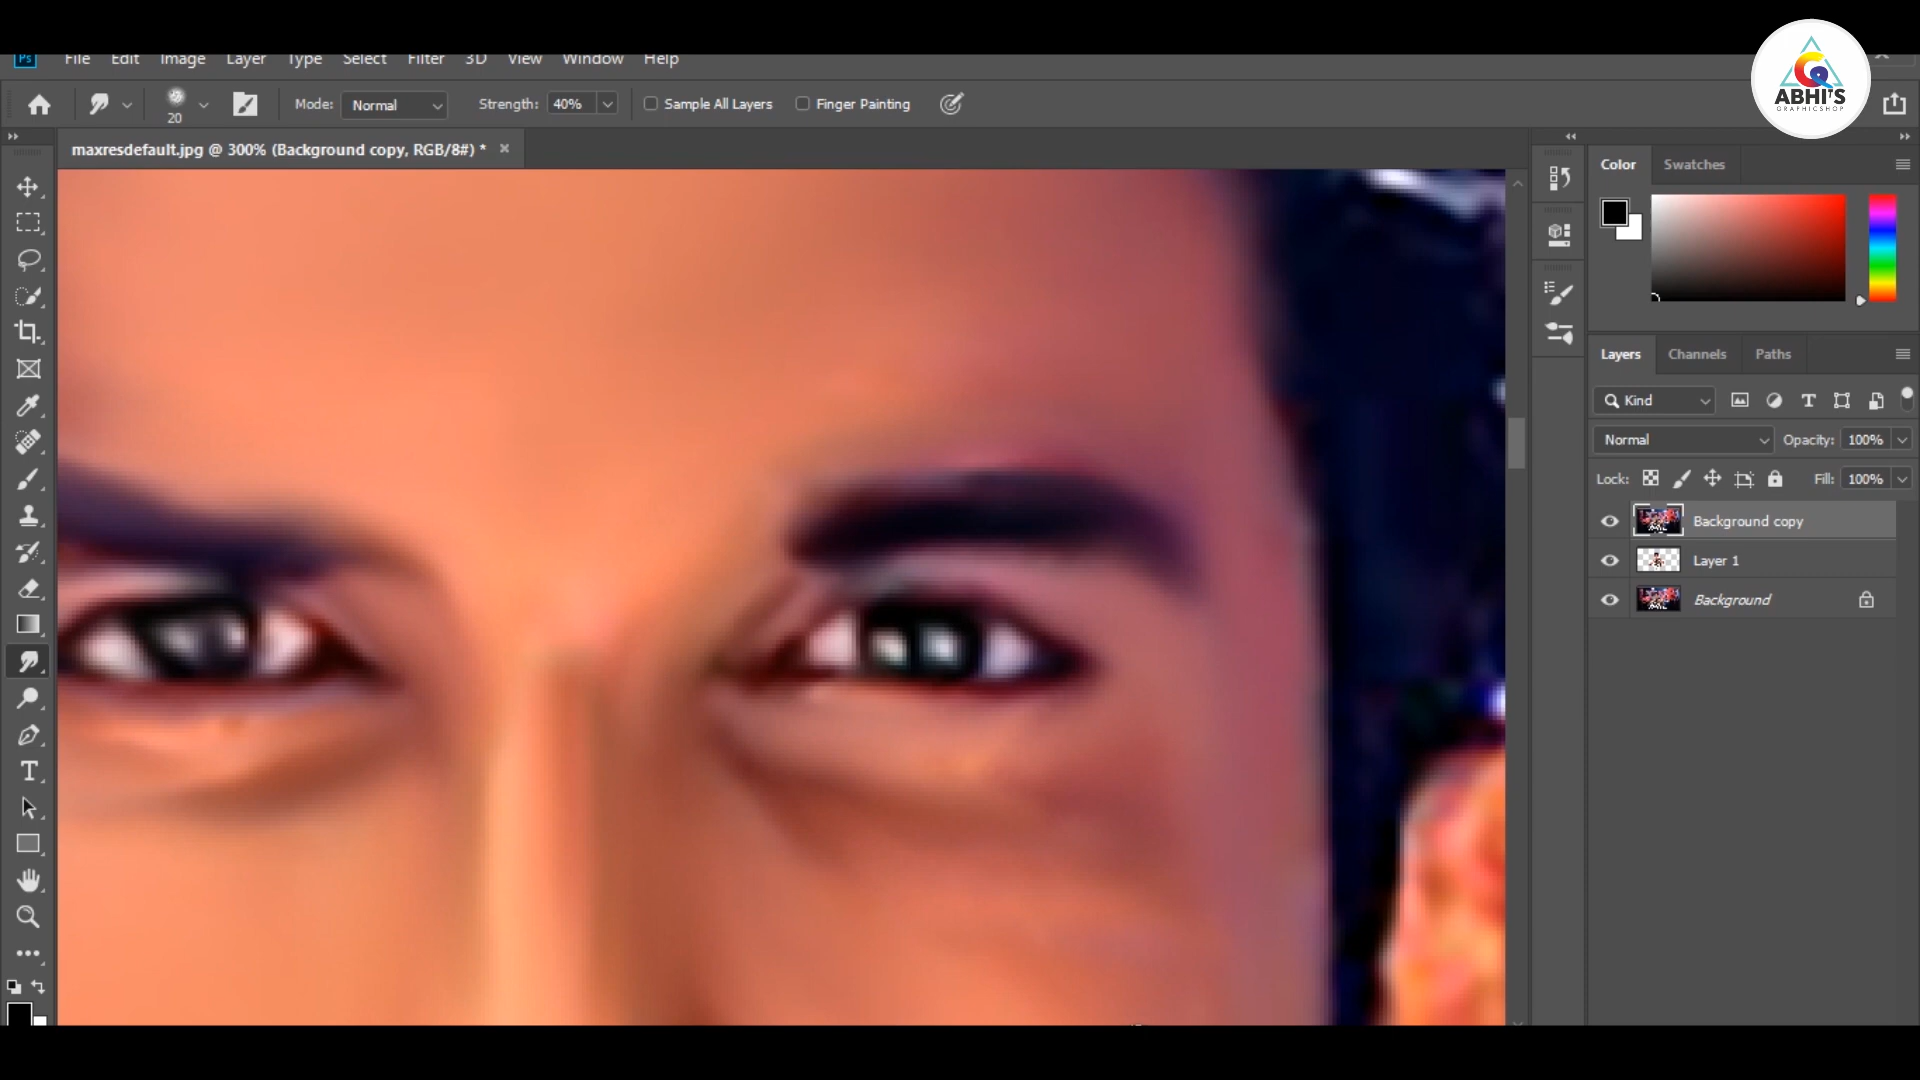 Ps File Edit Image Layer Type Select Filter 3D View Window Help
20 Mode: Normal Strength: 40% Sample All Layers Finger Painting
ABHI'S
GRAPHICSHOP
maxresdefault.jpg @ 300% (Background copy, RGB/8#) *
Color Swatches
Layers Channels Paths
Kind
Normal Opacity: 100%
Lock: Fill: 100%
Background copy
Layer 1
Background